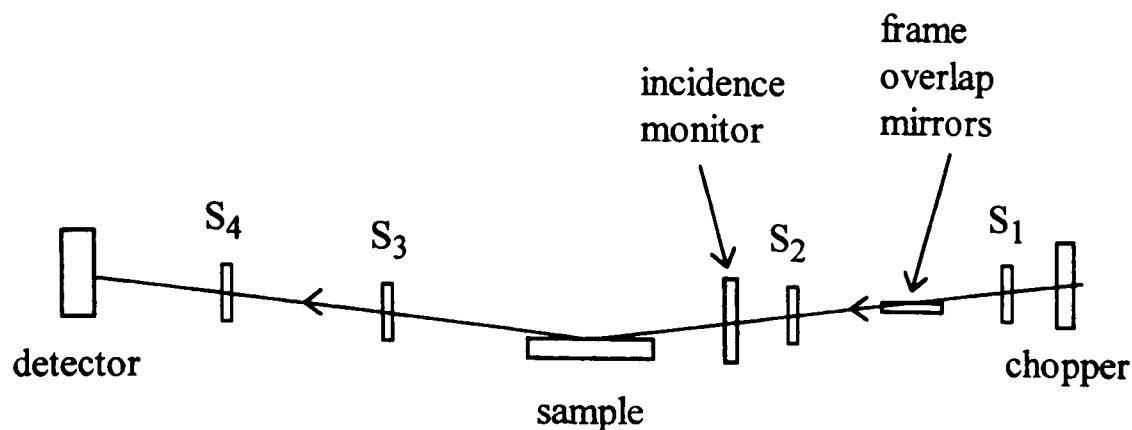 frame
overlap
mirrors
incidence
monitor
S4
S3
S2
S1
detector
sample
chopper